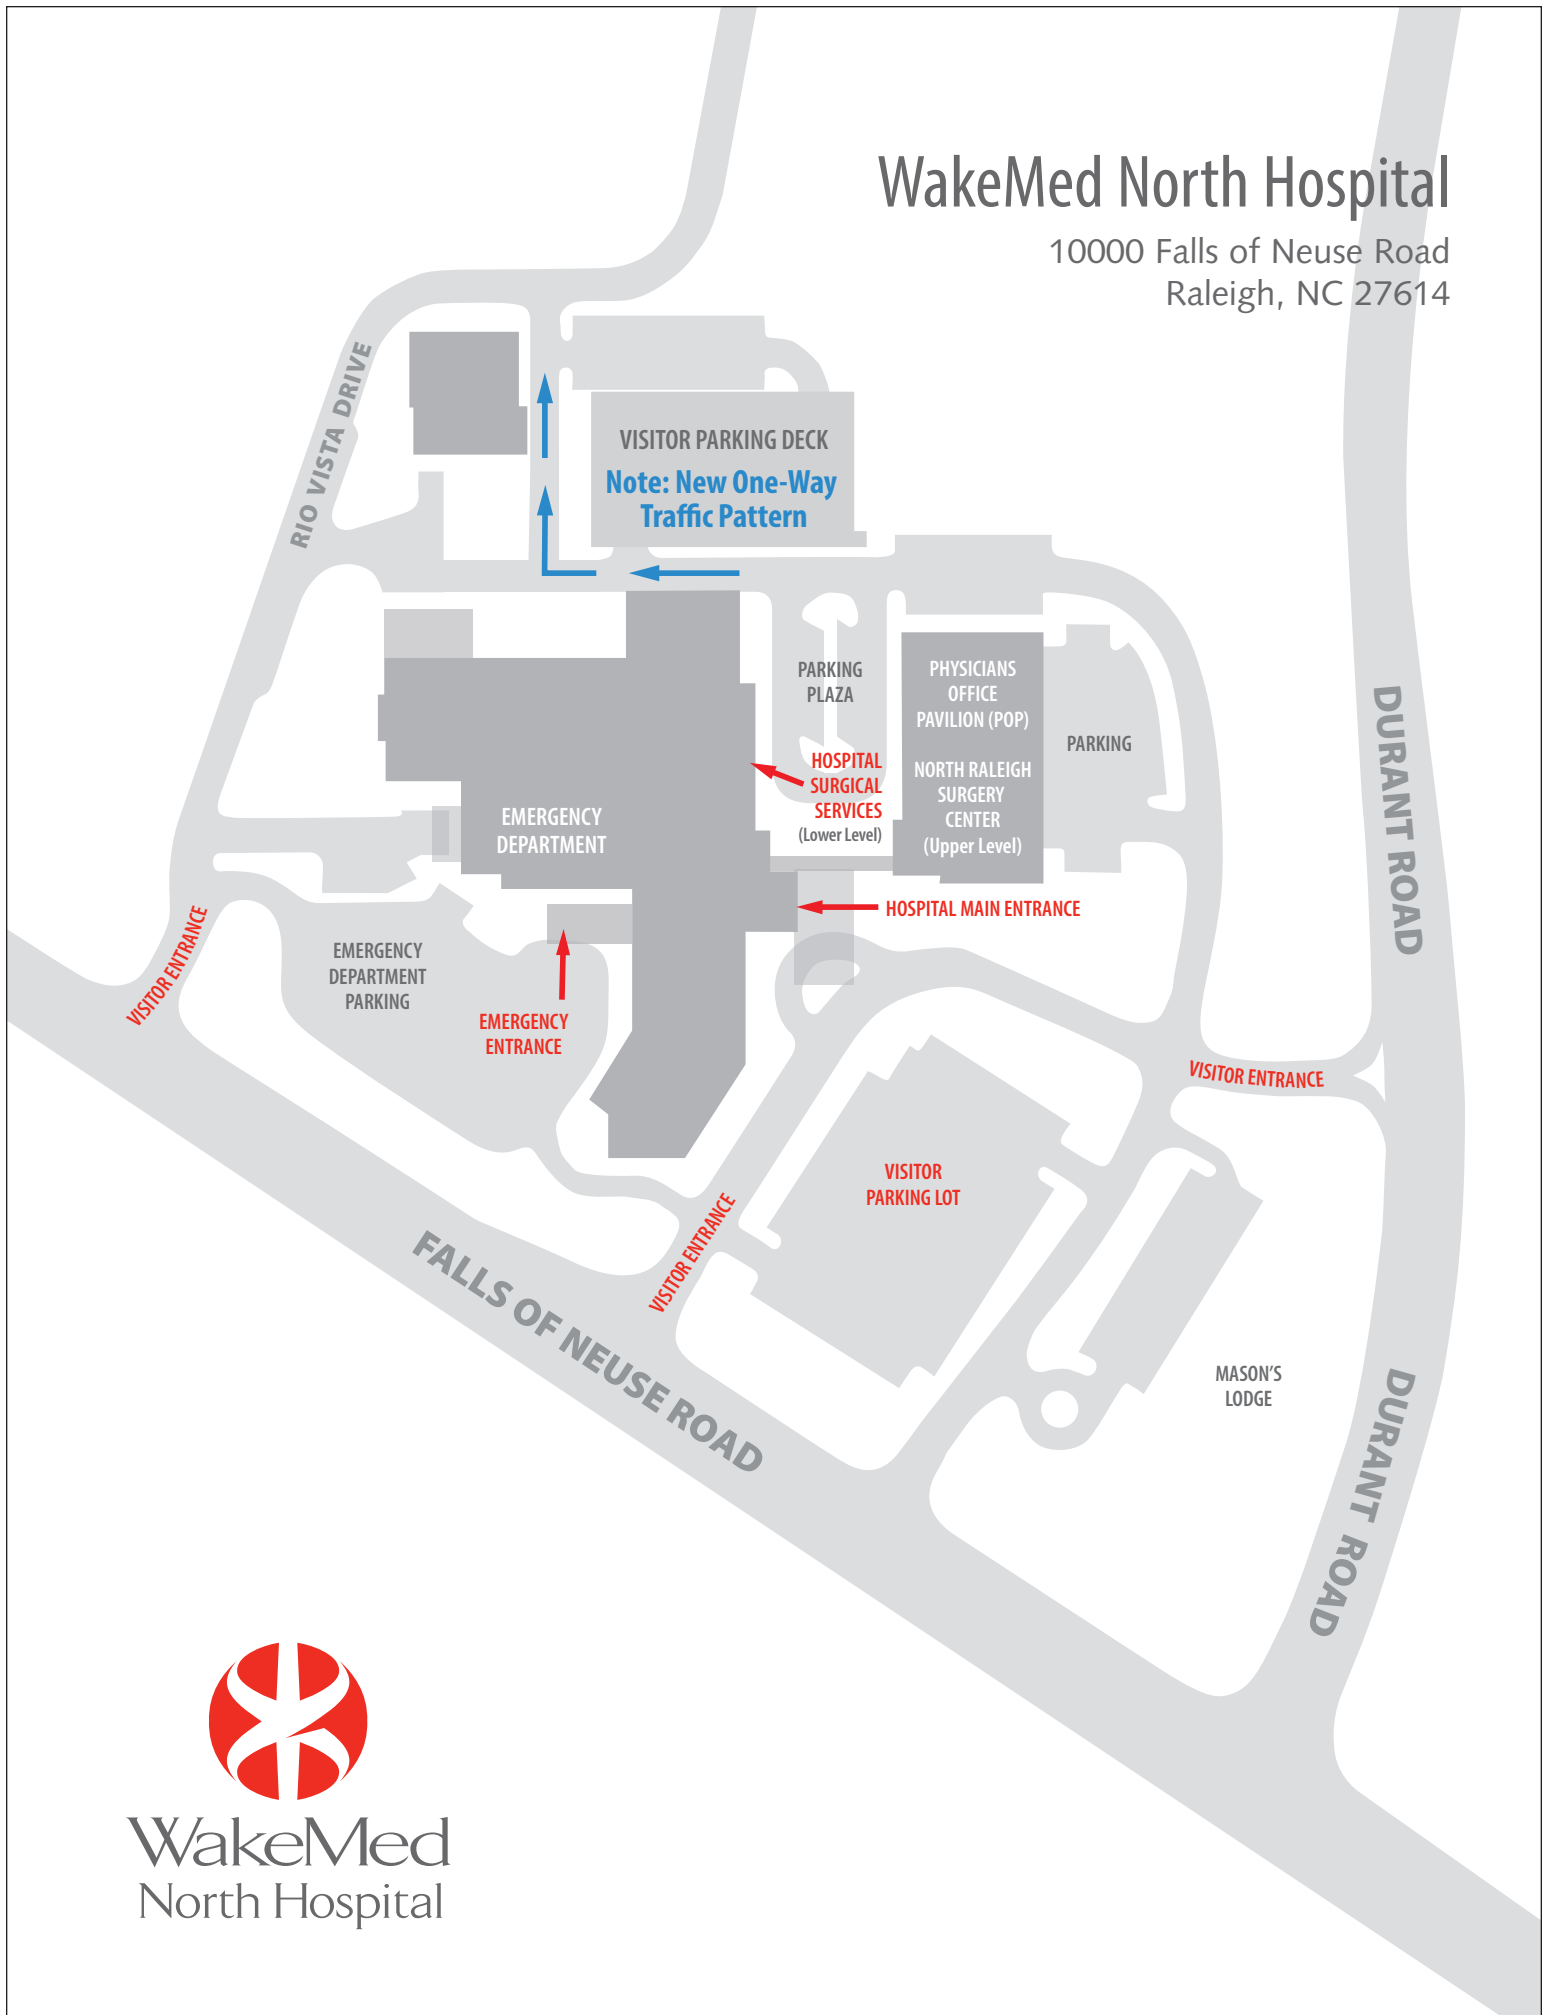 WakeMed North Hospital
10000 Falls of Neuse Road
Raleigh, NC 27614
RIO VISTA DRIVE
VISITOR PARKING DECK
Note: New One-Way
Traffic Pattern
PARKING
PLAZA
PHYSICIANS
OFFICE
PAVILION (POP)
NORTH RALEIGH
SURGERY
CENTER
(Upper Level)
PARKING
DURANT ROAD
HOSPITAL
SURGICAL
SERVICES
(Lower Level)
EMERGENCY
DEPARTMENT
HOSPITAL MAIN ENTRANCE
VISITOR ENTRANCE
EMERGENCY
DEPARTMENT
PARKING
EMERGENCY
ENTRANCE
VISITOR ENTRANCE
VISITOR
PARKING LOT
VISITOR ENTRANCE
FALLS OF NEUSE ROAD
MASON'S
LODGE
DURANT ROAD
WakeMed
North Hospital